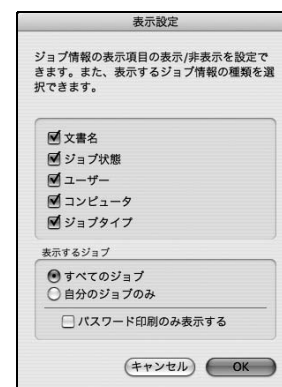 表示設定
ジョブ情報の表示項目の表示/非表示を設定で
きます。また、表示するジョブ情報の種類を選
択できます。
文書名
ジョブ状態
ユーザー
コンピュータ
ジョブタイプ
表示するジョブ
すべてのジョブ
自分のジョブのみ
パスワード印刷のみ表示する
キャンセル OK